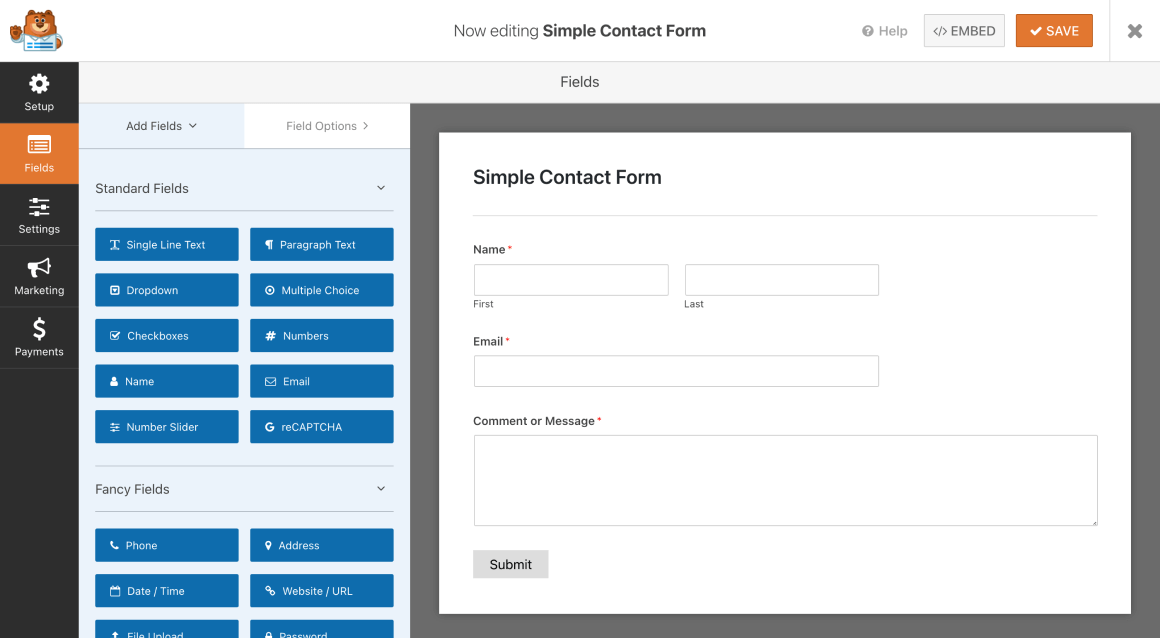 Now editing Simple Contact Form
Help
</> EMBED
SAVE
Setup
Fields
Settings
Marketing
Payments
Fields
Add Fields
Field Options
Standard Fields
Single Line Text
Paragraph Text
Dropdown
Multiple Choice
Checkboxes
Numbers
Name
Email
Number Slider
reCAPTCHA
Fancy Fields
Phone
Address
Date / Time
Website / URL
File Upload
Password
Simple Contact Form
Name *
First
Last
Email *
Comment or Message *
Submit